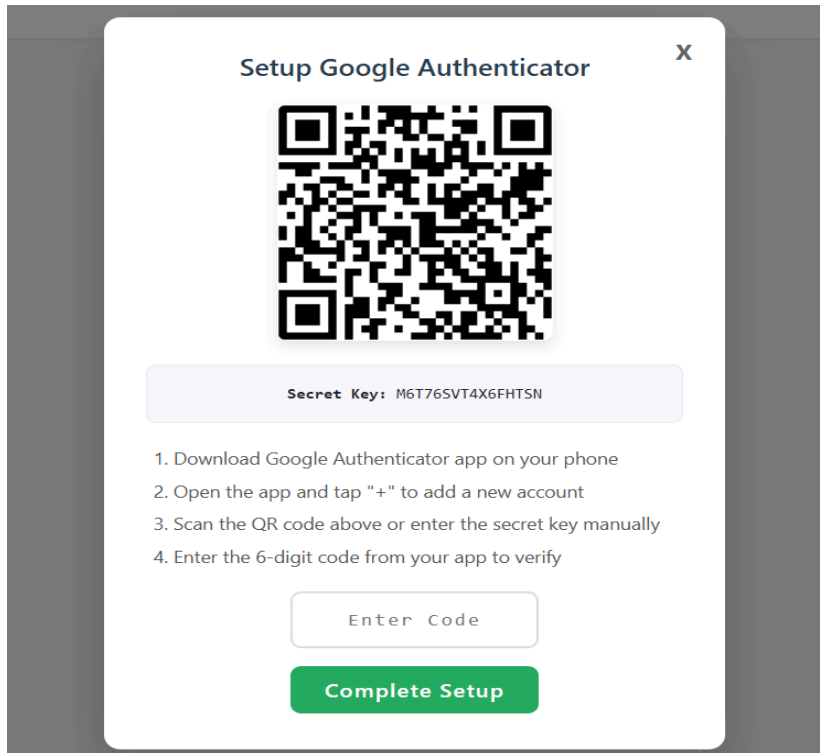 X
Setup Google Authenticator
Secret Key: M6T76SVT4X6FHTSN
1. Download Google Authenticator app on your phone
2. Open the app and tap "+" to add a new account
3. Scan the QR code above or enter the secret key manually
4. Enter the 6-digit code from your app to verify
Enter Code
Complete Setup